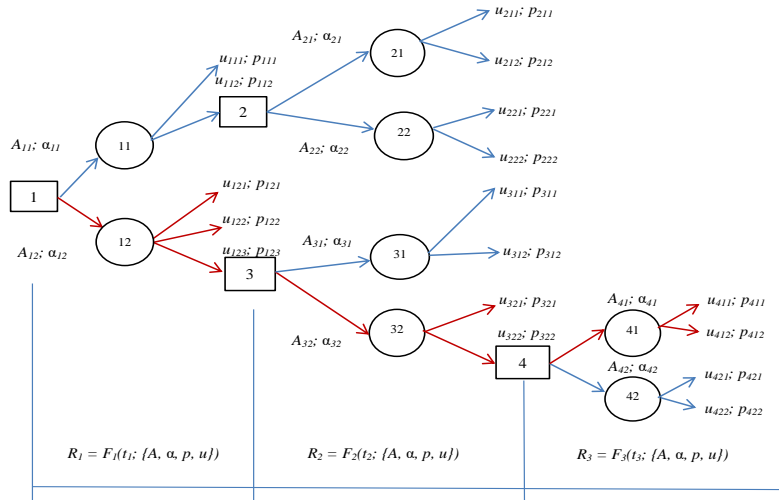 u₂₁₁; p₂₁₁
A₂₁; α₂₁
21
u₂₁₂; p₂₁₂
u₁₁₁; p₁₁₁
u₁₁₂; p₁₁₂
2
u₂₂₁; p₂₂₁
A₁₁; α₁₁
11
A₂₂; α₂₂
22
u₂₂₂; p₂₂₂
1
u₁₂₁; p₁₂₁
u₃₁₁; p₃₁₁
u₁₂₂; p₁₂₂
A₁₂; α₁₂
12
u₁₂₃; p₁₂₃
A₃₁; α₃₁
31
u₃₁₂; p₃₁₂
3
u₃₂₁; p₃₂₁
A₄₁; α₄₁
u₄₁₁; p₄₁₁
A₃₂; α₃₂
32
u₃₂₂; p₃₂₂
41
u₄₁₂; p₄₁₂
4
A₄₂; α₄₂
u₄₂₁; p₄₂₁
42
u₄₂₂; p₄₂₂
R₁ = F₁(t₁; {A, α, p, u})
R₂ = F₂(t₂; {A, α, p, u})
R₃ = F₃(t₃; {A, α, p, u})